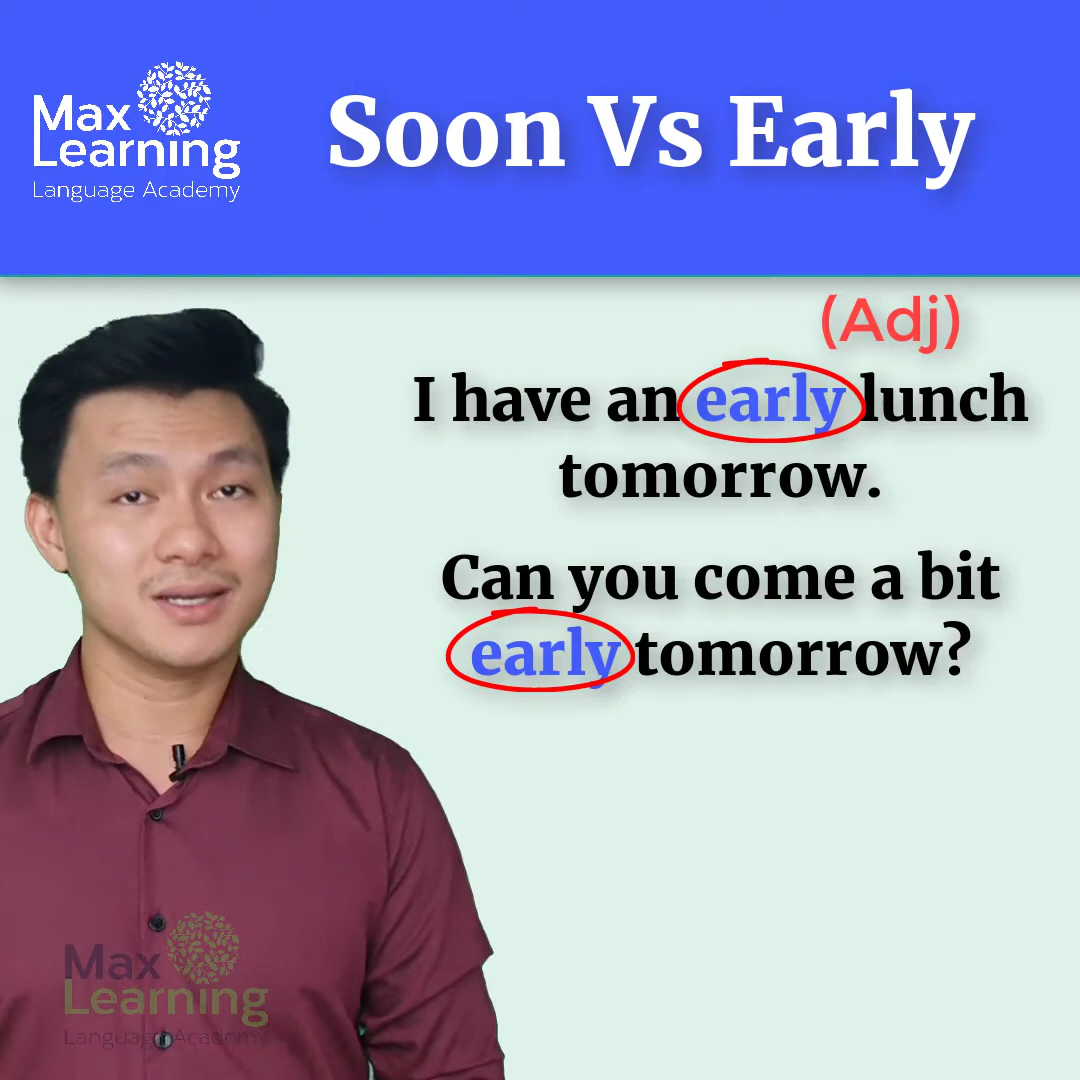 Max
Learning
Language Academy
Soon Vs Early
(Adj)
I have an early lunch
tomorrow.
Can you come a bit
early tomorrow?
Max
Learning
Language Academy